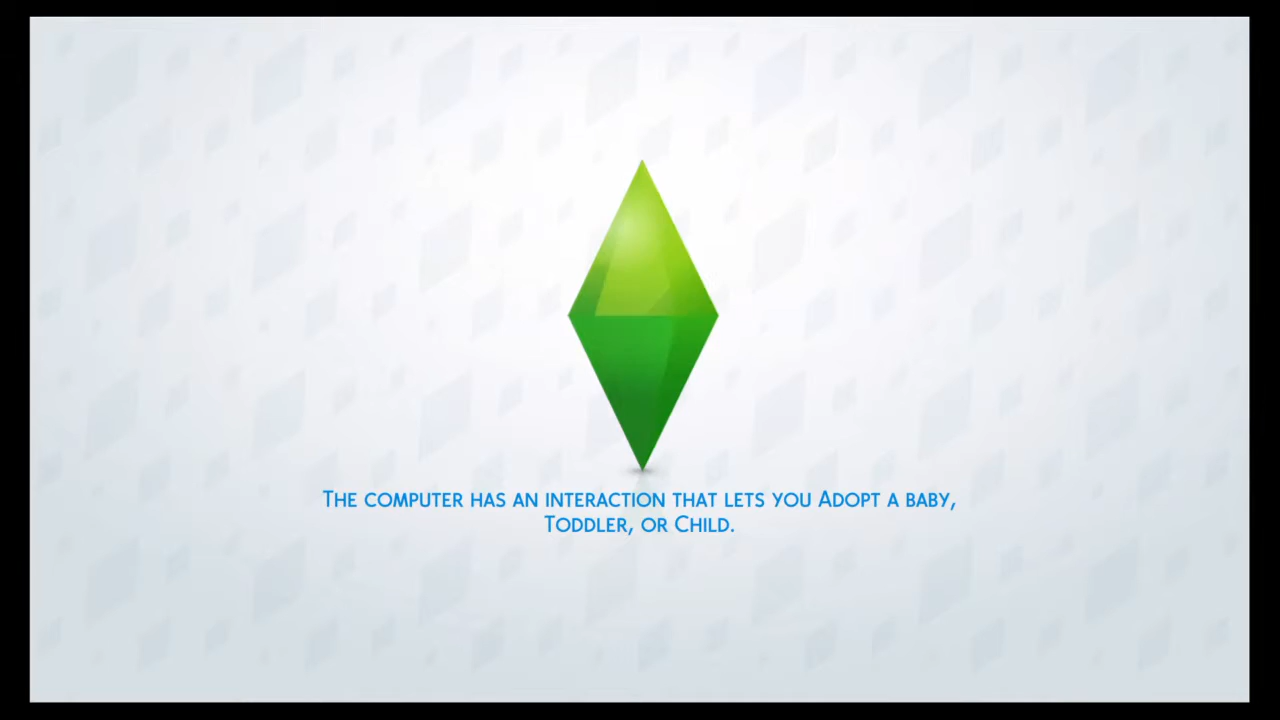 The computer has an interaction that lets you Adopt a baby,
Toddler, or Child.